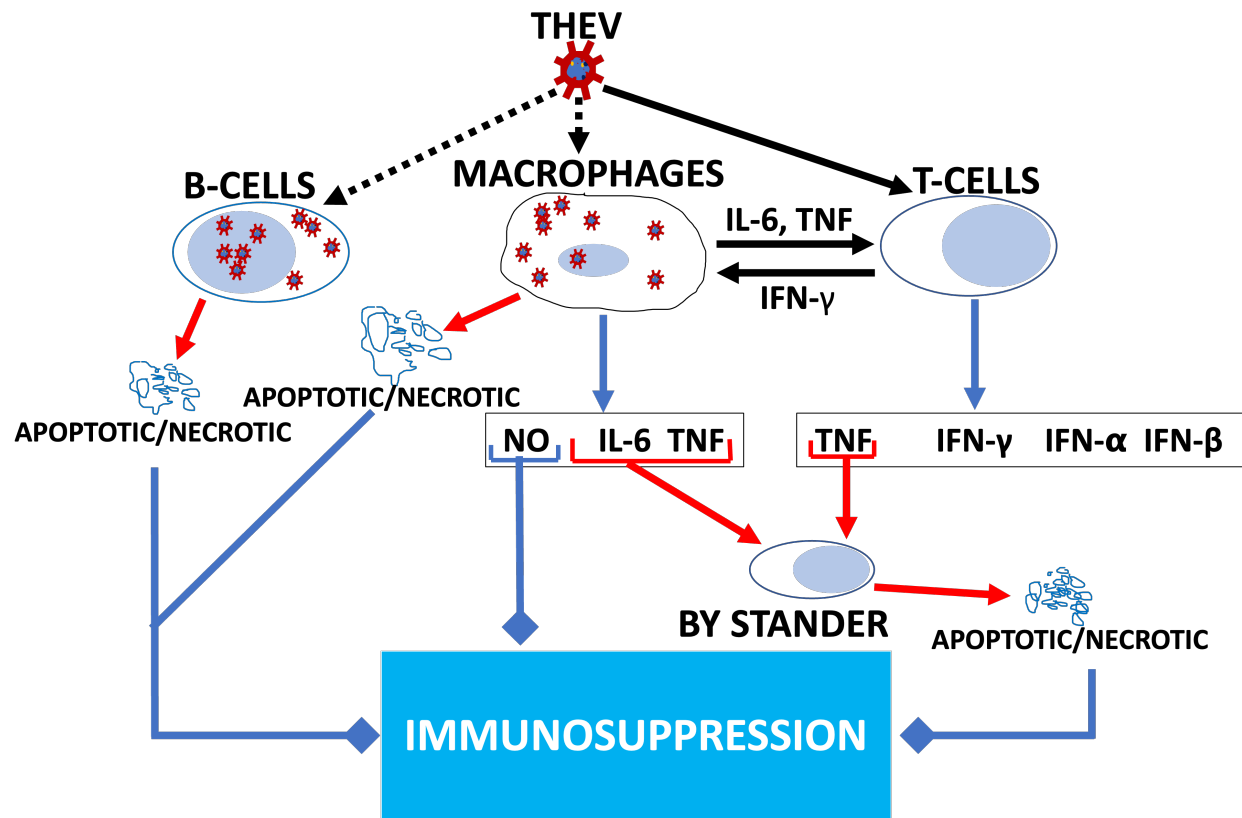 THEV
B-CELLS
MACROPHAGES
T-CELLS
IL-6, TNF
IFN-γ
APOPTOTIC/NECROTIC
APOPTOTIC/NECROTIC
NO IL-6 TNF
TNF IFN-γ IFN-α IFN-β
BY STANDER
APOPTOTIC/NECROTIC
IMMUNOSUPPRESSION